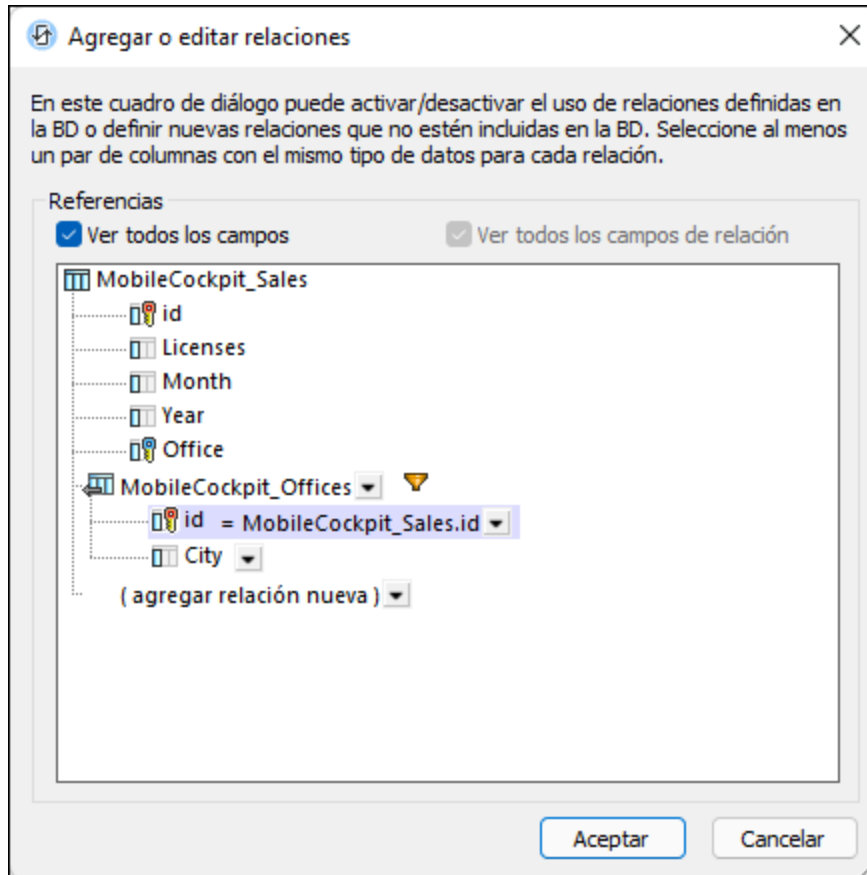 Agregar o editar relaciones
En este cuadro de diálogo puede activar/desactivar el uso de relaciones definidas en
la BD o definir nuevas relaciones que no estén incluidas en la BD. Seleccione al menos
un par de columnas con el mismo tipo de datos para cada relación.
Referencias
Ver todos los campos Ver todos los campos de relación
MobileCockpit_Sales
id
Licenses
Month
Year
Office
MobileCockpit_Offices
id = MobileCockpit_Sales.id
City
( agregar relación nueva )
Aceptar Cancelar